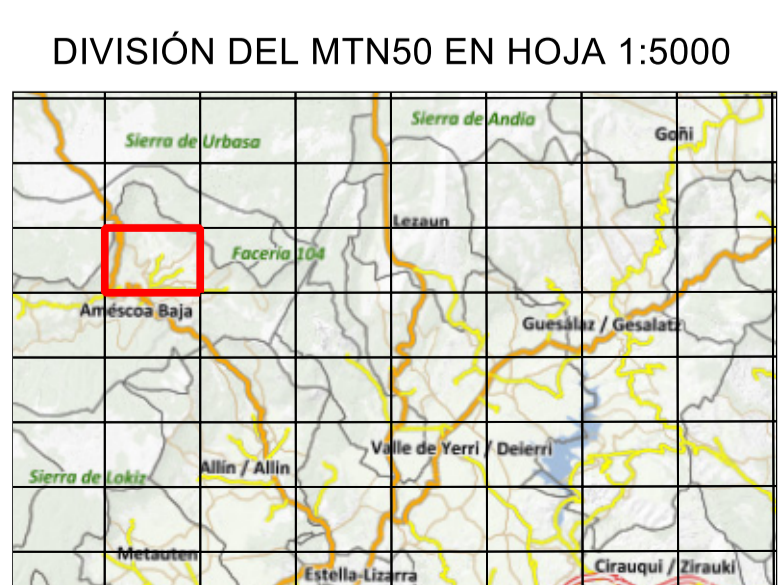 DIVISIÓN DEL MTN50 EN HOJA 1:5000
Sierra de Andia
Goñi
Sierra de Urbasa
Lezaun
Facería 104
Améscoa Baja
Guesálaz / Gesalatz
Valle de Yerri / Deierri
Allín / Allin
Sierra de Lokiz
Metauten
Cirauqui / Zirauki
Estella-Lizarra